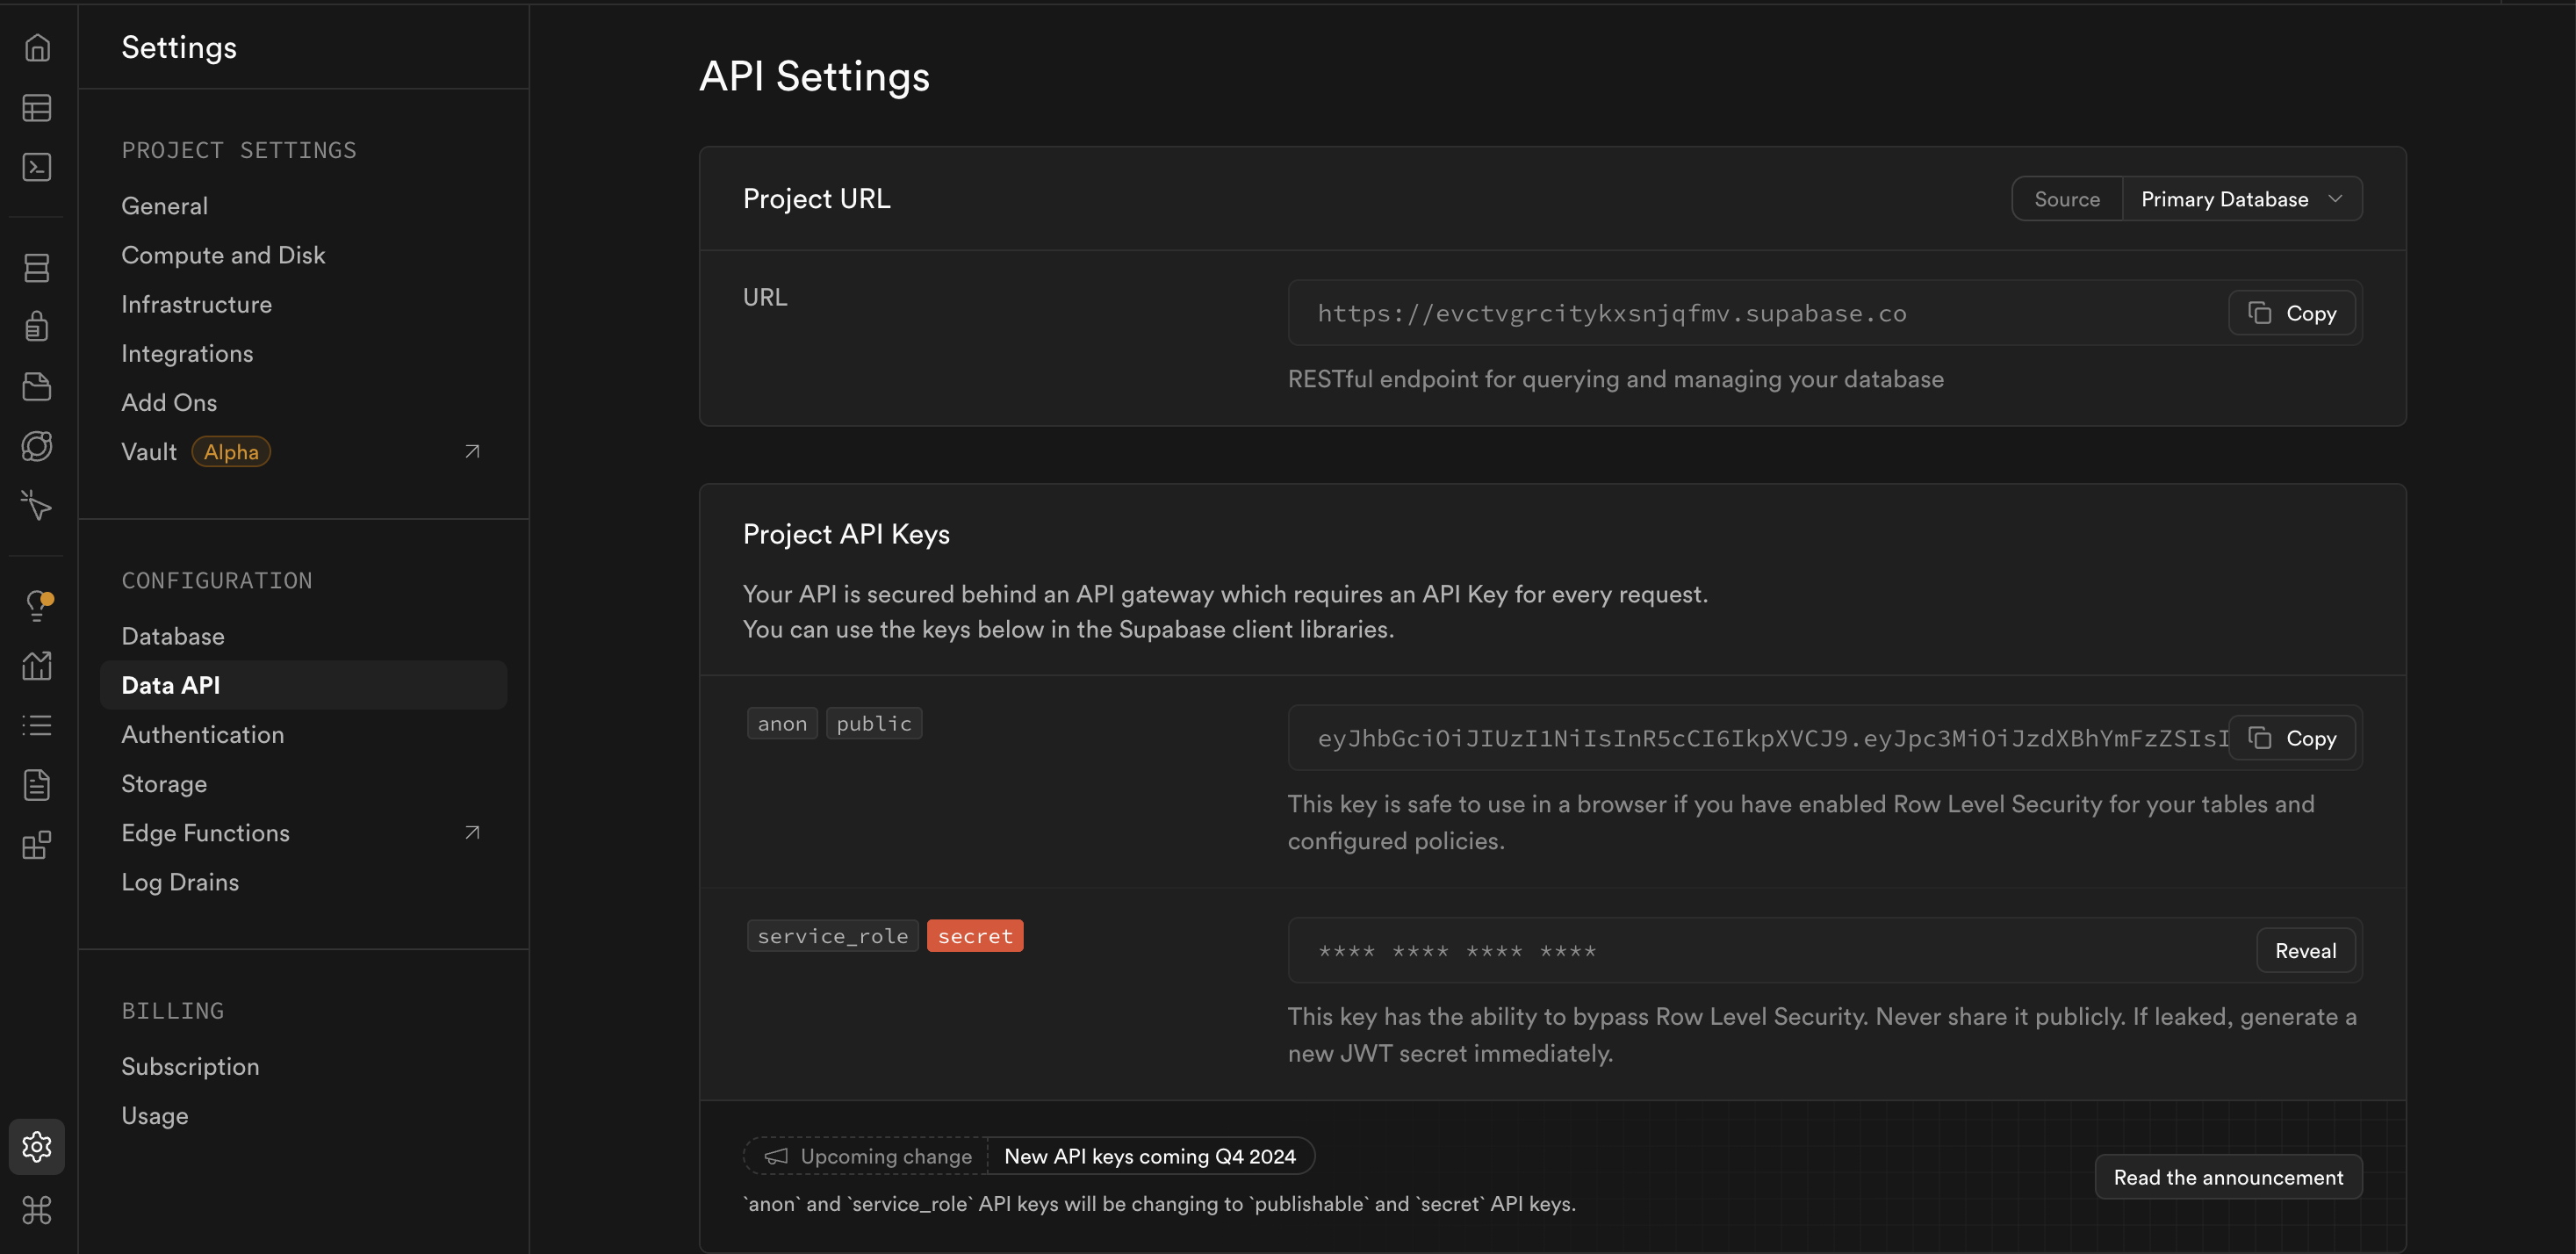 Settings
PROJECT SETTINGS
General
Compute and Disk
Infrastructure
Integrations
Add Ons
Vault Alpha
CONFIGURATION
Database
Data API
Authentication
Storage
Edge Functions
Log Drains
BILLING
Subscription
Usage
API Settings
Project URL
Source Primary Database
URL
https://evctvgrcitykxsnjqfmv.supabase.co
Copy
RESTful endpoint for querying and managing your database
Project API Keys
Your API is secured behind an API gateway which requires an API Key for every request.
You can use the keys below in the Supabase client libraries.
anon public
eyJhbGciOiJIUzI1NiIsInR5cCI6IkpXVCJ9.eyJpc3MiOiJzdXBhYmFzZSIsI
Copy
This key is safe to use in a browser if you have enabled Row Level Security for your tables and
configured policies.
service_role secret
**** **** **** ****
Reveal
This key has the ability to bypass Row Level Security. Never share it publicly. If leaked, generate a
new JWT secret immediately.
Upcoming change New API keys coming Q4 2024
`anon` and `service_role` API keys will be changing to `publishable` and `secret` API keys.
Read the announcement